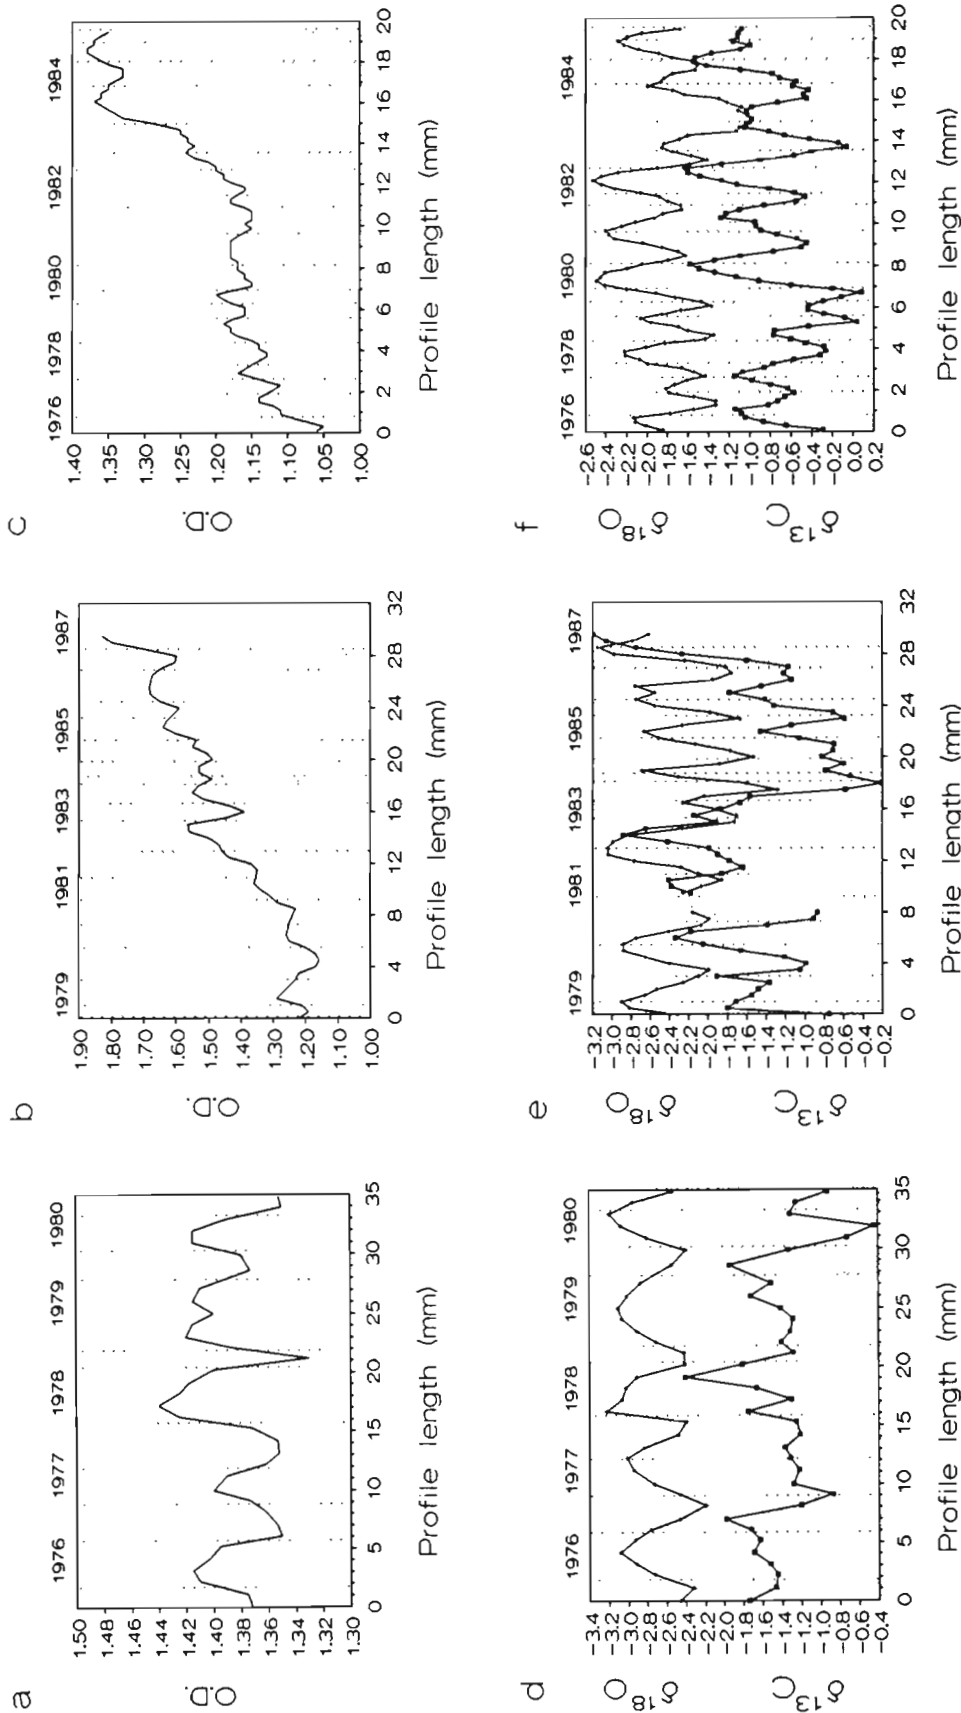 a
O.D.
1976 1977 1978 1979 1980
1.50
1.48
1.46
1.44
1.42
1.40
1.38
1.36
1.34
1.32
1.30
0 5 10 15 20 25 30 35
Profile length (mm)
b
O.D.
1979 1981 1983 1985 1987
1.90
1.80
1.70
1.60
1.50
1.40
1.30
1.20
1.10
1.00
0 4 8 12 16 20 24 28 32
Profile length (mm)
c
O.D.
1976 1978 1980 1982 1984
1.40
1.35
1.30
1.25
1.20
1.15
1.10
1.05
1.00
0 2 4 6 8 10 12 14 16 18 20
Profile length (mm)
d
δ18O
δ13C
1976 1977 1978 1979 1980
-3.4
-3.2
-3.0
-2.8
-2.6
-2.4
-2.2
-2.0
-1.8
-1.6
-1.4
-1.2
-1.0
-0.8
-0.6
-0.4
0 5 10 15 20 25 30 35
Profile length (mm)
e
δ18O
δ13C
1979 1981 1983 1985 1987
-3.2
-3.0
-2.8
-2.6
-2.4
-2.2
-2.0
-1.8
-1.6
-1.4
-1.2
-1.0
-0.8
-0.6
-0.4
-0.2
0 4 8 12 16 20 24 28 32
Profile length (mm)
f
δ18O
δ13C
1976 1978 1980 1982 1984
-2.6
-2.4
-2.2
-2.0
-1.8
-1.6
-1.4
-1.2
-1.0
-0.8
-0.6
-0.4
-0.2
0.0
0.2
0 2 4 6 8 10 12 14 16 18 20
Profile length (mm)